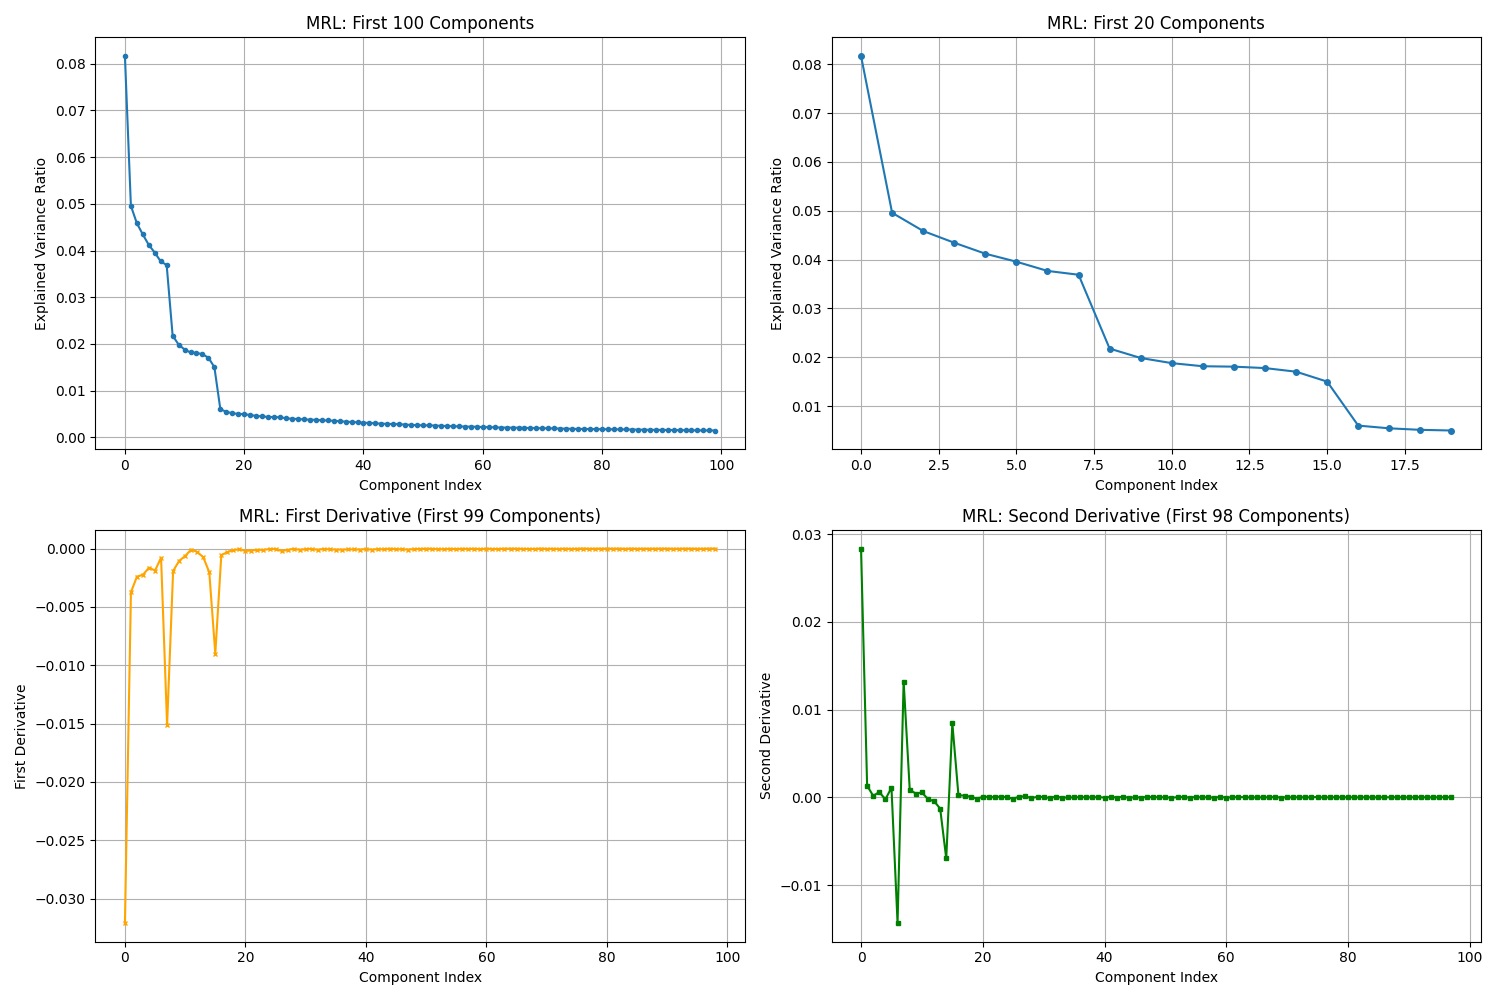 MRL: First 100 Components
Explained Variance Ratio
0.08
0.07
0.06
0.05
0.04
0.03
0.02
0.01
0.00
0 20 40 60 80 100
Component Index
MRL: First 20 Components
Explained Variance Ratio
0.08
0.07
0.06
0.05
0.04
0.03
0.02
0.01
0.0 2.5 5.0 7.5 10.0 12.5 15.0 17.5
Component Index
MRL: First Derivative (First 99 Components)
First Derivative
0.000
−0.005
−0.010
−0.015
−0.020
−0.025
−0.030
0 20 40 60 80 100
Component Index
MRL: Second Derivative (First 98 Components)
Second Derivative
0.03
0.02
0.01
0.00
−0.01
0 20 40 60 80 100
Component Index